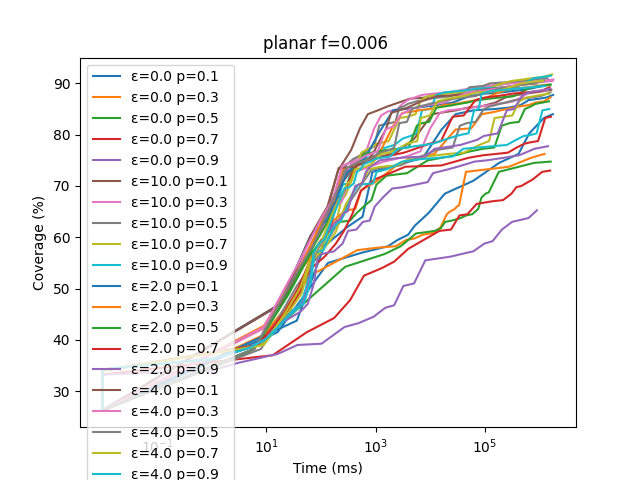 planar f=0.006
Coverage (%)
90
80
70
60
50
40
30
ε=0.0 p=0.1
ε=0.0 p=0.3
ε=0.0 p=0.5
ε=0.0 p=0.7
ε=0.0 p=0.9
ε=10.0 p=0.1
ε=10.0 p=0.3
ε=10.0 p=0.5
ε=10.0 p=0.7
ε=10.0 p=0.9
ε=2.0 p=0.1
ε=2.0 p=0.3
ε=2.0 p=0.5
ε=2.0 p=0.7
ε=2.0 p=0.9
ε=4.0 p=0.1
ε=4.0 p=0.3
ε=4.0 p=0.5
ε=4.0 p=0.7
ε=4.0 p=0.9
10⁻¹ 10¹ 10³ 10⁵
Time (ms)